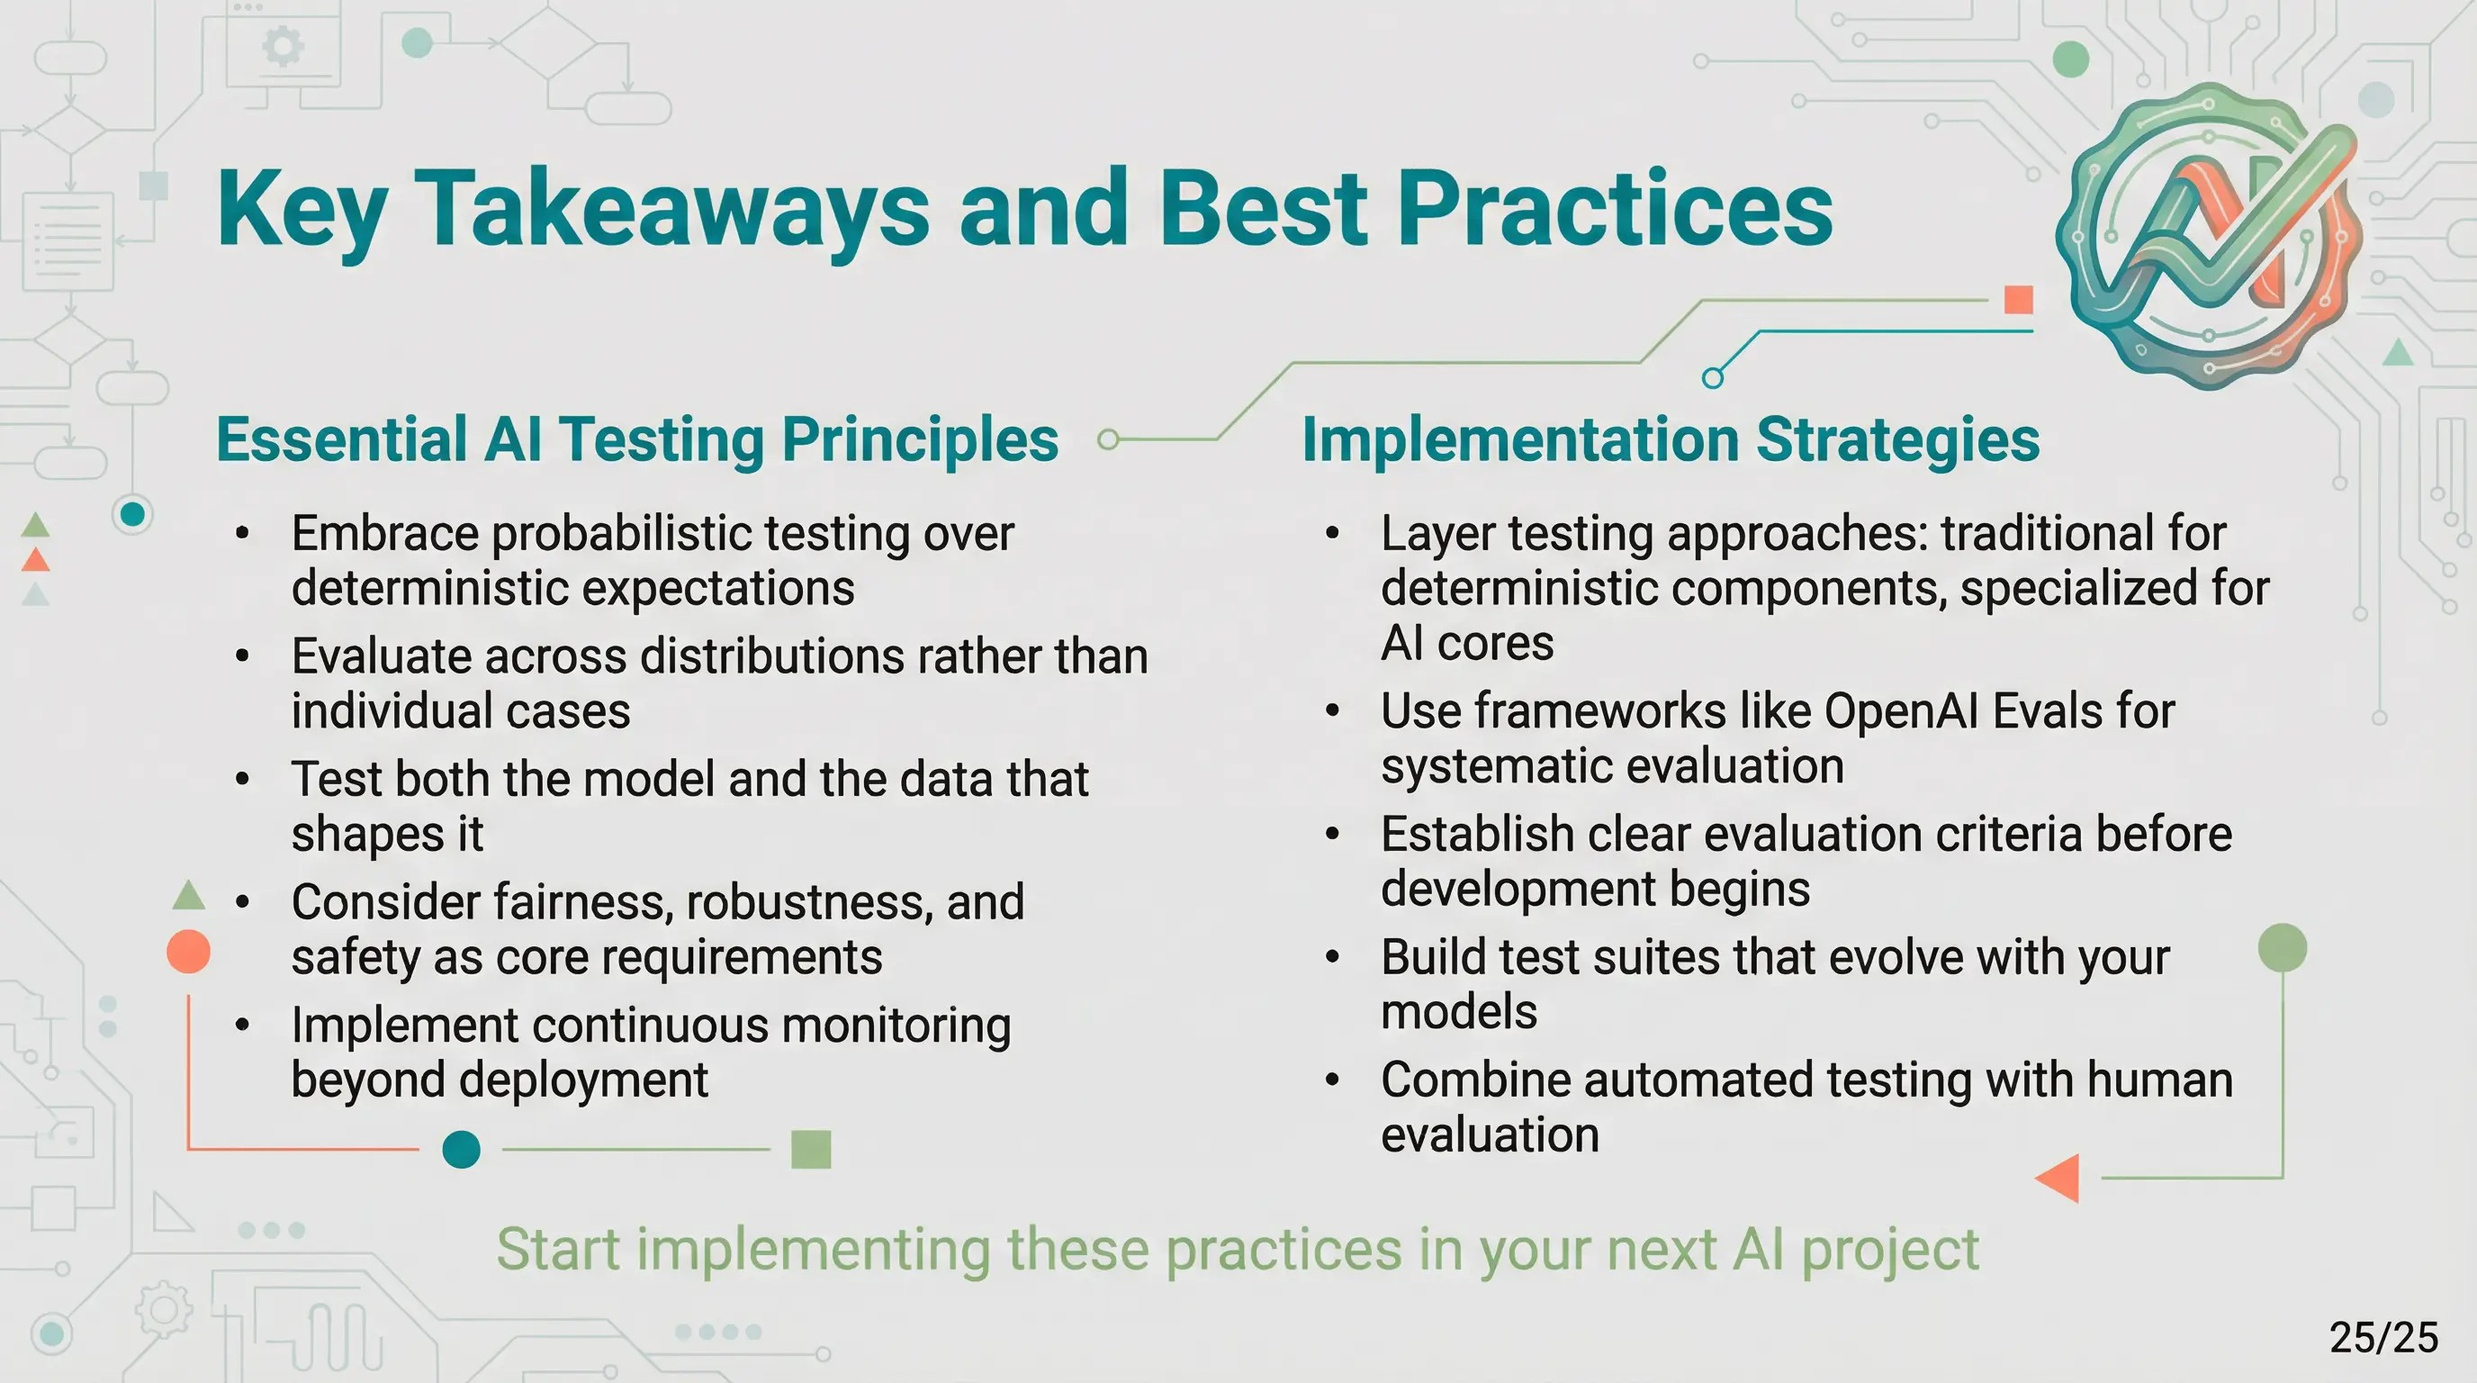 Key Takeaways and Best Practices
Essential AI Testing Principles
• Embrace probabilistic testing over
deterministic expectations
• Evaluate across distributions rather than
individual cases
• Test both the model and the data that
shapes it
• Consider fairness, robustness, and
safety as core requirements
• Implement continuous monitoring
beyond deployment
Implementation Strategies
• Layer testing approaches: traditional for
deterministic components, specialized for
AI cores
• Use frameworks like OpenAI Evals for
systematic evaluation
• Establish clear evaluation criteria before
development begins
• Build test suites that evolve with your
models
• Combine automated testing with human
evaluation
Start implementing these practices in your next AI project
25/25